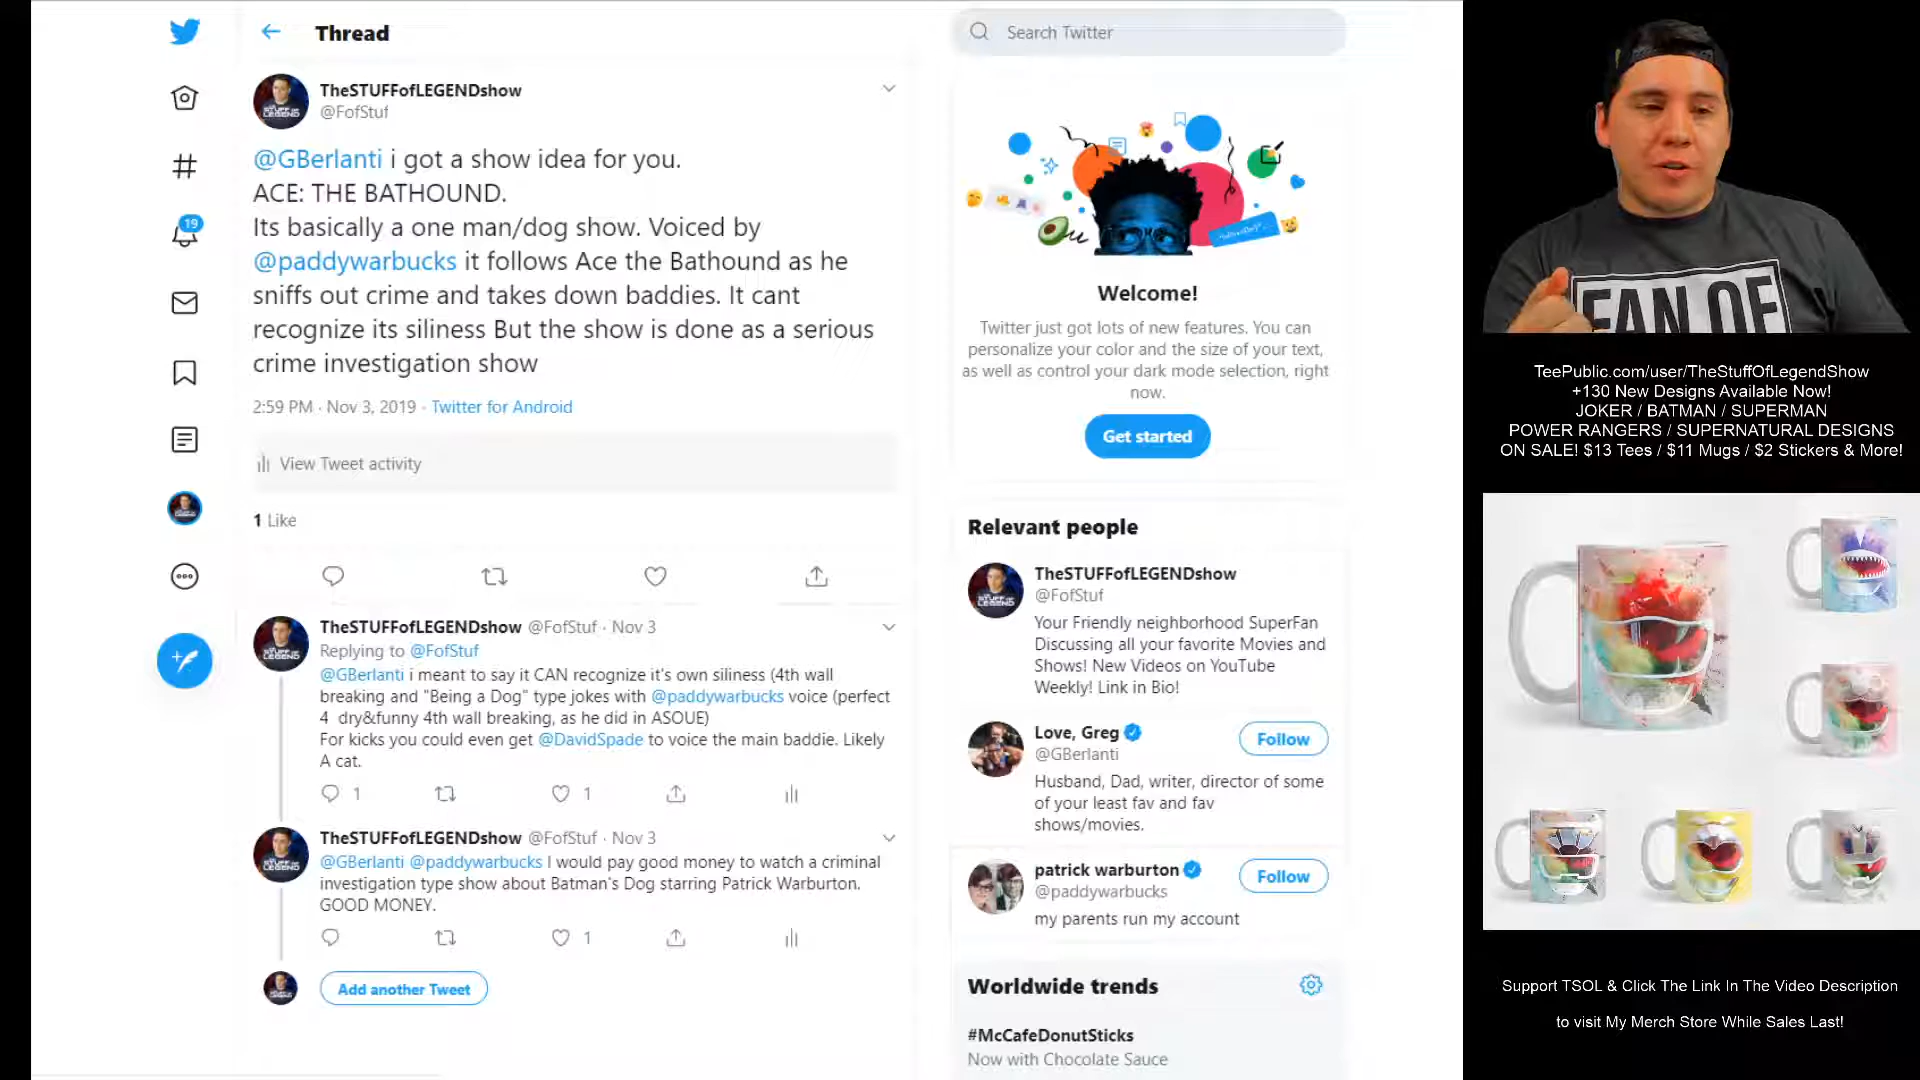 Thread
Search Twitter
TheSTUFFofLEGENDshow
@FofStuf
@GBerlanti i got a show idea for you.
ACE: THE BATHOUND.
Its basically a one man/dog show. Voiced by
@paddywarbucks it follows Ace the Bathound as he
sniffs out crime and takes down baddies. It cant
recognize its siliness But the show is done as a serious
crime investigation show
2:59 PM · Nov 3, 2019 · Twitter for Android
View Tweet activity
1 Like
19
TheSTUFFofLEGENDshow @FofStuf · Nov 3
Replying to @FofStuf
@GBerlanti i meant to say it CAN recognize it's own siliness (4th wall
breaking and "Being a Dog" type jokes with @paddywarbucks voice (perfect
4 dry&funny 4th wall breaking, as he did in ASOUE)
For kicks you could even get @DavidSpade to voice the main baddie. Likely
A cat.
1 1
TheSTUFFofLEGENDshow @FofStuf · Nov 3
@GBerlanti @paddywarbucks I would pay good money to watch a criminal
investigation type show about Batman's Dog starring Patrick Warburton.
GOOD MONEY.
1
Add another Tweet
Welcome!
Twitter just got lots of new features. You can
personalize your color and the size of your text,
as well as control your dark mode selection, right
now.
Get started
Relevant people
TheSTUFFofLEGENDshow
@FofStuf
Your Friendly neighborhood SuperFan
Discussing all your favorite Movies and
Shows! New Videos on YouTube
Weekly! Link in Bio!
Love, Greg
@GBerlanti
Follow
Husband, Dad, writer, director of some
of your least fav and fav
shows/movies.
patrick warburton
@paddywarbucks
Follow
my parents run my account
Worldwide trends
#McCafeDonutSticks
Now with Chocolate Sauce
FAN OF
TeePublic.com/user/TheStuffOfLegendShow
+130 New Designs Available Now!
JOKER / BATMAN / SUPERMAN
POWER RANGERS / SUPERNATURAL DESIGNS
ON SALE! $13 Tees / $11 Mugs / $2 Stickers & More!
Support TSOL & Click The Link In The Video Description
to visit My Merch Store While Sales Last!